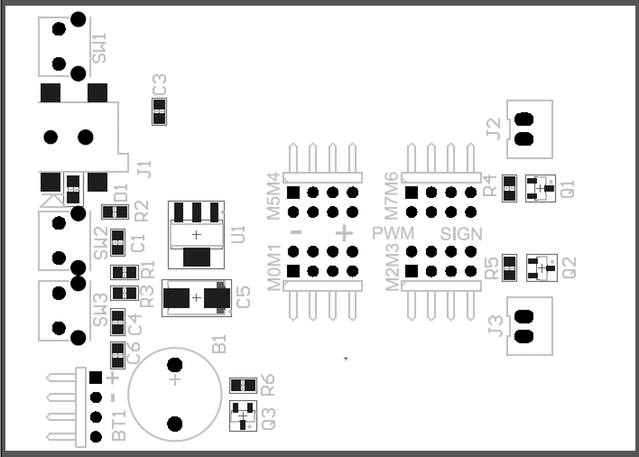 SW1
C3
J2
J1
D1
K
R2
SW2
C1
R1
R3
SW3
C4
C6
U1
C5
B1
+
+
-
BT1
R6
Q3
M5M4
M7M6
- + PWM SIGN
M0M1
M2M3
R4
Q1
R5
Q2
J3